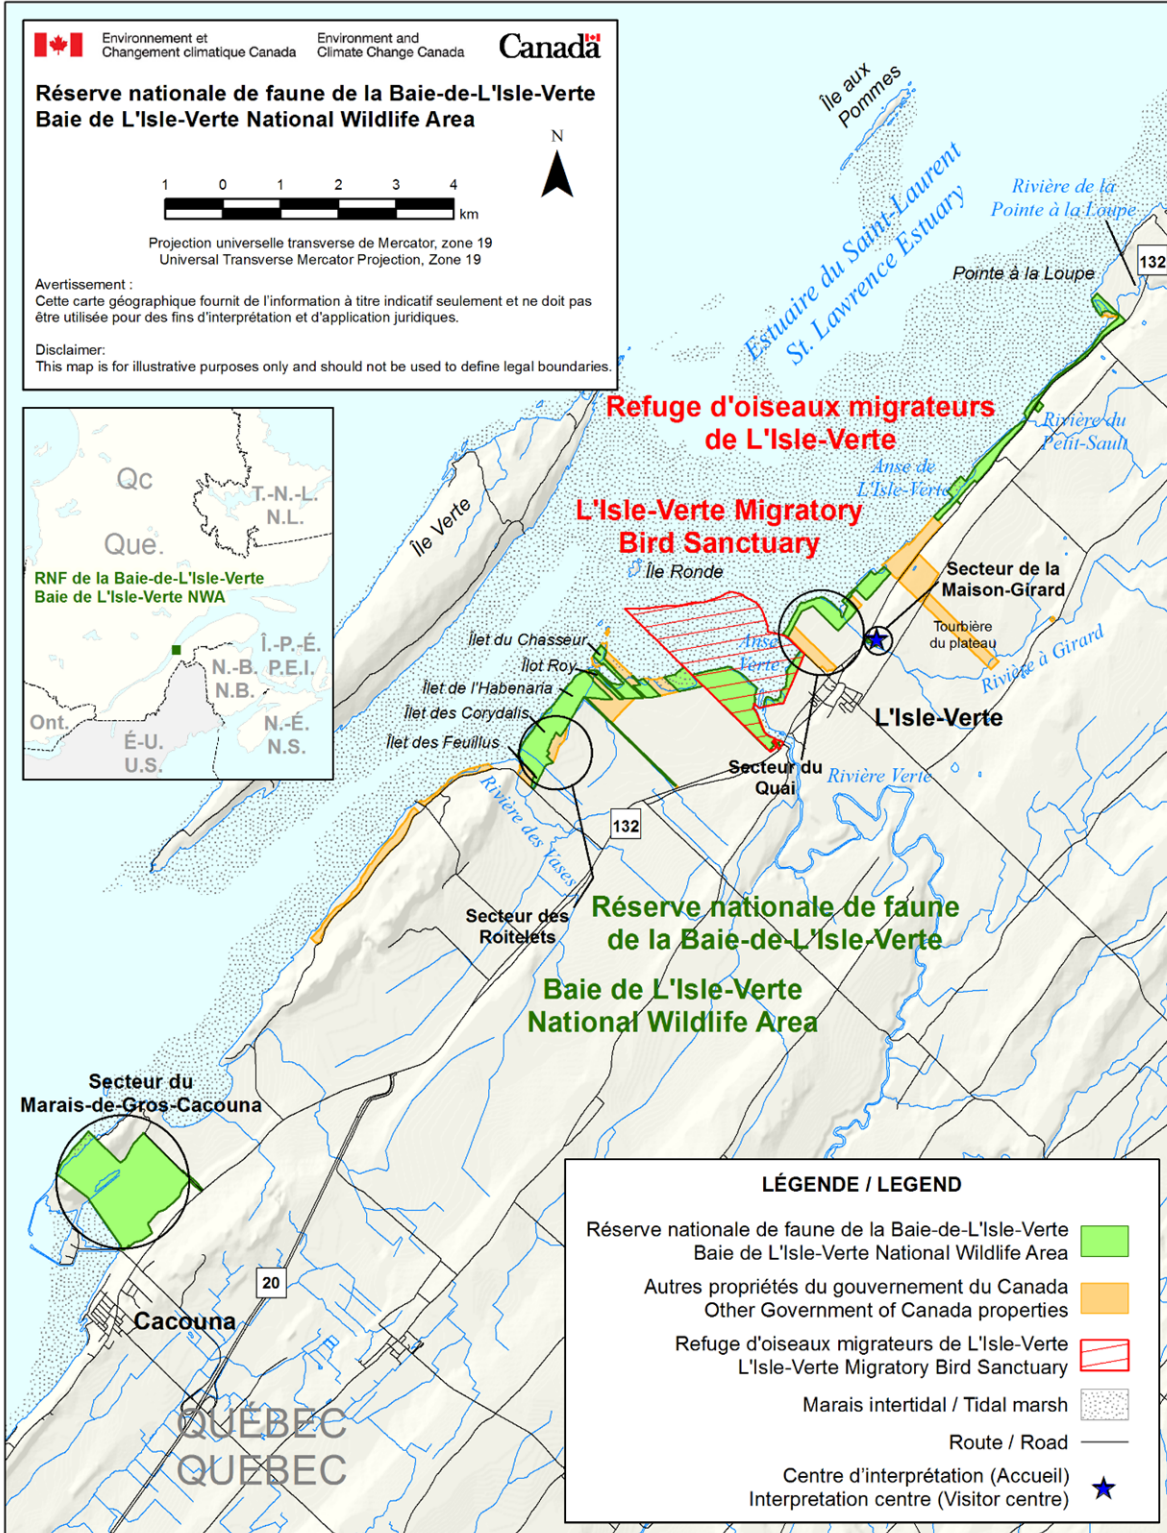 Environnement et
Changement climatique Canada
Environment and
Climate Change Canada
Canada
Réserve nationale de faune de la Baie-de-L'Isle-Verte
Baie de L'Isle-Verte National Wildlife Area
N
1 0 1 2 3 4
km
Projection universelle transverse de Mercator, zone 19
Universal Transverse Mercator Projection, Zone 19
Avertissement :
Cette carte géographique fournit de l'information à titre indicatif seulement et ne doit pas
être utilisée pour des fins d'interprétation et d'application juridiques.
Disclaimer:
This map is for illustrative purposes only and should not be used to define legal boundaries.
Île aux
Pommes
Estuaire du Saint-Laurent
St. Lawrence Estuary
Rivière de la
Pointe à la Loupe
132
Pointe à la Loupe
Refuge d'oiseaux migrateurs
de L'Isle-Verte
Rivière du
Petit-Sault
Anse de
L'Isle-Verte
L'Isle-Verte Migratory
Bird Sanctuary
Île Verte
Île Ronde
Secteur de la
Maison-Girard
Tourbière
du plateau
Rivière à Girard
Qc
Que.
T.-N.-L.
N.L.
RNF de la Baie-de-L'Isle-Verte
Baie de L'Isle-Verte NWA
Î.-P.-É.
P.E.I.
N.-B.
N.B.
Ont.
É-U.
U.S.
N.-É.
N.S.
Îlet du Chasseur
Îlot Roy
Îlet de l'Habenaria
Îlet des Corydalis
Îlet des Feuillus
Anse
Verte
L'Isle-Verte
Secteur du
Quai
Rivière Verte
Rivière des Vases
132
Secteur des
Roitelets
Réserve nationale de faune
de la Baie-de-L'Isle-Verte
Baie de L'Isle-Verte
National Wildlife Area
Secteur du
Marais-de-Gros-Cacouna
20
Cacouna
QUÉBEC
QUEBEC
LÉGENDE / LEGEND
Réserve nationale de faune de la Baie-de-L'Isle-Verte
Baie de L'Isle-Verte National Wildlife Area
Autres propriétés du gouvernement du Canada
Other Government of Canada properties
Refuge d'oiseaux migrateurs de L'Isle-Verte
L'Isle-Verte Migratory Bird Sanctuary
Marais intertidal / Tidal marsh
Route / Road
Centre d'interprétation (Accueil)
Interpretation centre (Visitor centre)